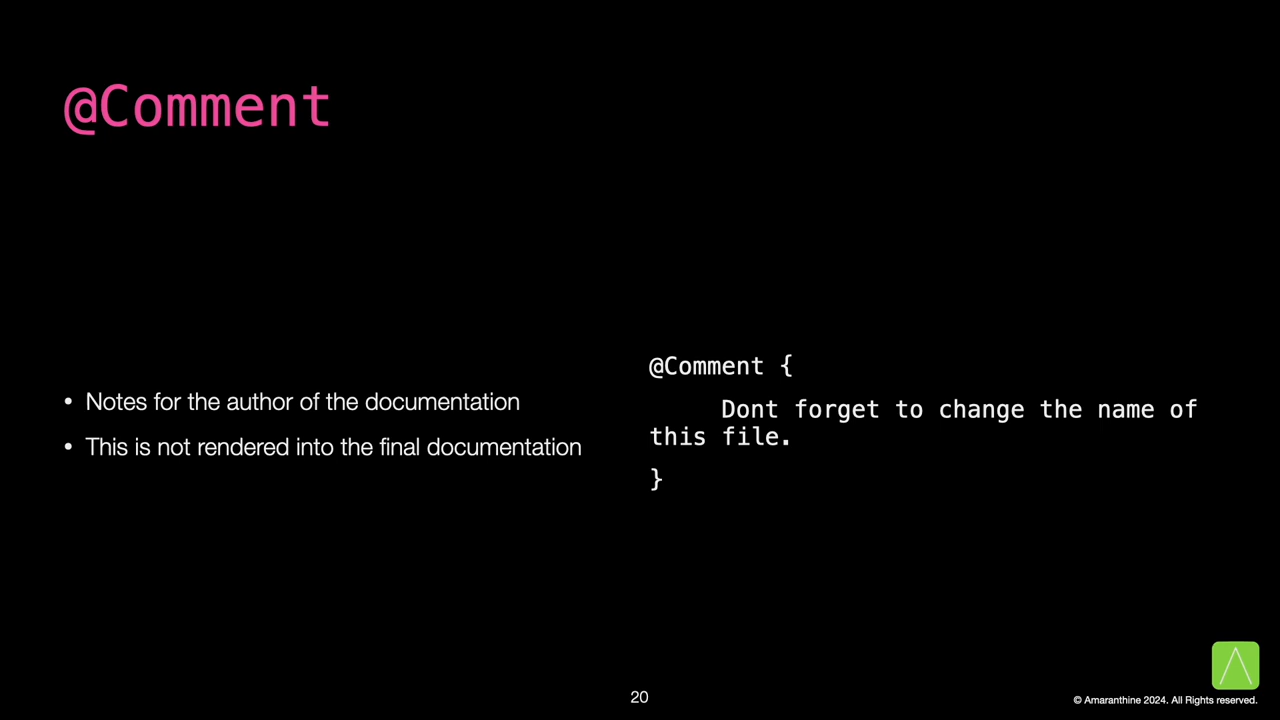 @Comment
• Notes for the author of the documentation
• This is not rendered into the final documentation
@Comment {
Dont forget to change the name of
this file.
}
20
© Amaranthine 2024. All Rights reserved.